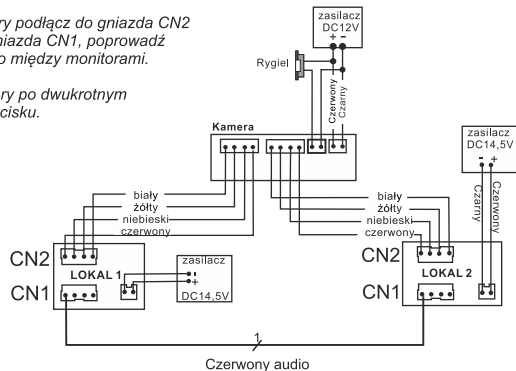 ry podłącz do gniazda CN2
niazda CN1, poprowadź
o między monitorami.
ry po dwukrotnym
cisku.
zasilacz
DC12V
+ -
Rygiel
Czerwony
Czarny
Kamera
zasilacz
DC14,5V
- +
Czarny
Czerwony
biały
żółty
niebieski
czerwony
biały
żółty
niebieski
czerwony
CN2
LOKAL 1
CN1
zasilacz
-
+
DC14,5V
CN2
LOKAL 2
CN1
1
Czerwony audio